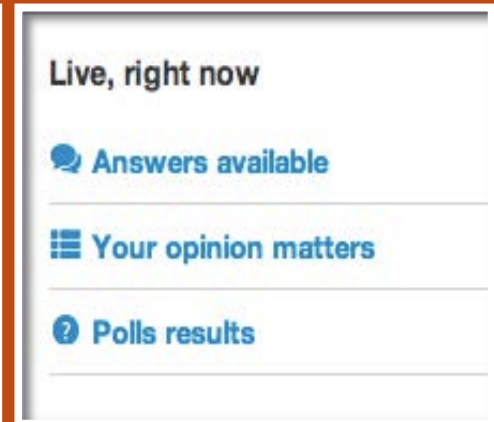 Live, right now
Answers available
Your opinion matters
Polls results